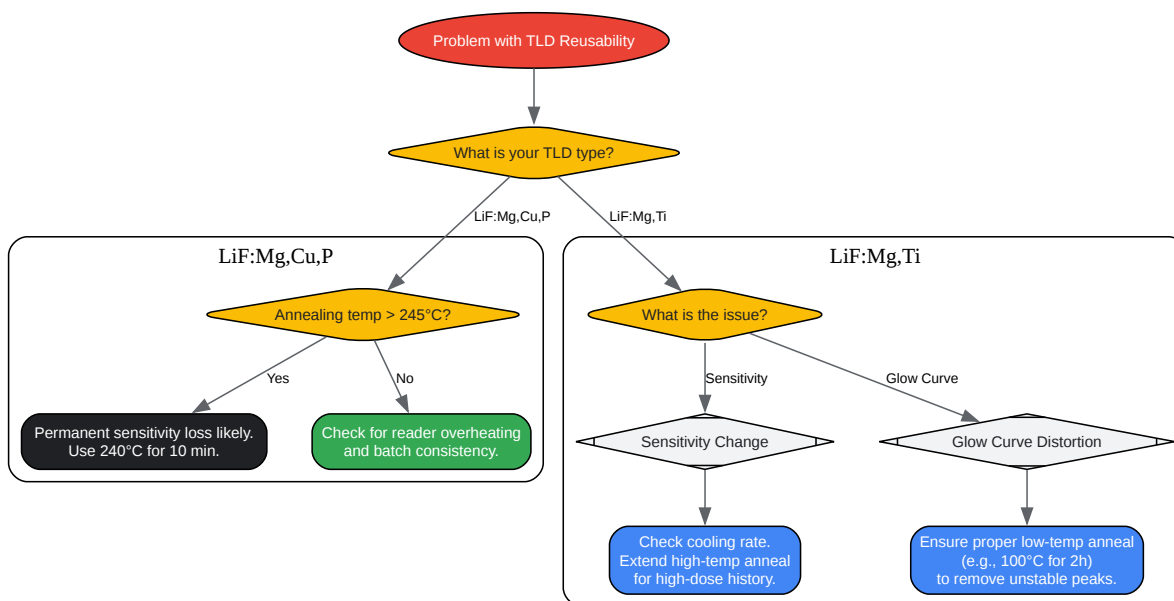 Problem with TLD Reusability
What is your TLD type?
LiF:Mg,Cu,P
LiF:Mg,Ti
LiF:Mg,Cu,P
Annealing temp > 245°C?
Yes
No
Permanent sensitivity loss likely.
Use 240°C for 10 min.
Check for reader overheating
and batch consistency.
LiF:Mg,Ti
What is the issue?
Sensitivity
Glow Curve
Sensitivity Change
Glow Curve Distortion
Check cooling rate.
Extend high-temp anneal
for high-dose history.
Ensure proper low-temp anneal
(e.g., 100°C for 2h)
to remove unstable peaks.